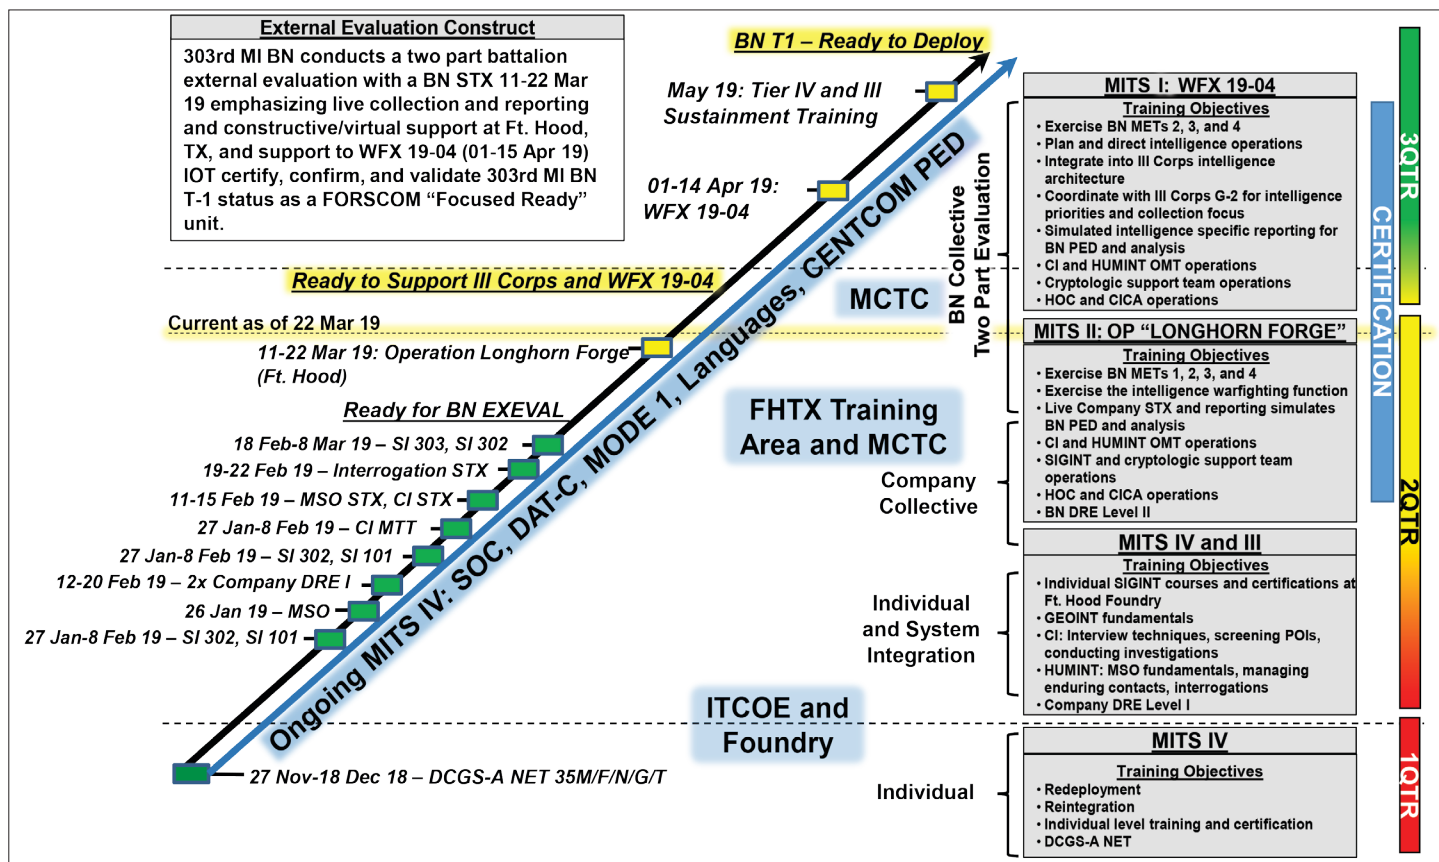 External Evaluation Construct
303rd MI BN conducts a two part battalion
external evaluation with a BN STX 11-22 Mar
19 emphasizing live collection and reporting
and constructive/virtual support at Ft. Hood,
TX, and support to WFX 19-04 (01-15 Apr 19)
IOT certify, confirm, and validate 303rd MI BN
T-1 status as a FORSCOM “Focused Ready”
unit.
BN T1 – Ready to Deploy
May 19: Tier IV and III
Sustainment Training
01-14 Apr 19:
WFX 19-04
Ready to Support III Corps and WFX 19-04
Current as of 22 Mar 19
11-22 Mar 19: Operation Longhorn Forge
(Ft. Hood)
Ready for BN EXEVAL
18 Feb-8 Mar 19 – SI 303, SI 302
19-22 Feb 19 – Interrogation STX
11-15 Feb 19 – MSO STX, CI STX
27 Jan-8 Feb 19 – CI MTT
27 Jan-8 Feb 19 – SI 302, SI 101
12-20 Feb 19 – 2x Company DRE I
26 Jan 19 – MSO
27 Jan-8 Feb 19 – SI 302, SI 101
27 Nov-18 Dec 18 – DCGS-A NET 35M/F/N/G/T
Ongoing MITS IV: SOC, DAT-C, MODE 1, Languages, CENTCOM PED
MCTC
FHTX Training
Area and MCTC
ITCOE and
Foundry
BN Collective
Two Part Evaluation
Company
Collective
Individual
and System
Integration
Individual
MITS I: WFX 19-04
Training Objectives
• Exercise BN METs 2, 3, and 4
• Plan and direct intelligence operations
• Integrate into III Corps intelligence
architecture
• Coordinate with III Corps G-2 for intelligence
priorities and collection focus
• Simulated intelligence specific reporting for
BN PED and analysis
• CI and HUMINT OMT operations
• Cryptologic support team operations
• HOC and CICA operations
MITS II: OP “LONGHORN FORGE”
Training Objectives
• Exercise BN METs 1, 2, 3, and 4
• Exercise the intelligence warfighting function
• Live Company STX and reporting simulates
BN PED and analysis
• CI and HUMINT OMT operations
• SIGINT and cryptologic support team
operations
• HOC and CICA operations
• BN DRE Level II
MITS IV and III
Training Objectives
• Individual SIGINT courses and certifications at
Ft. Hood Foundry
• GEOINT fundamentals
• CI: Interview techniques, screening POIs,
conducting investigations
• HUMINT: MSO fundamentals, managing
enduring contacts, interrogations
• Company DRE Level I
MITS IV
Training Objectives
• Redeployment
• Reintegration
• Individual level training and certification
• DCGS-A NET
CERTIFICATION
3QTR
2QTR
1QTR